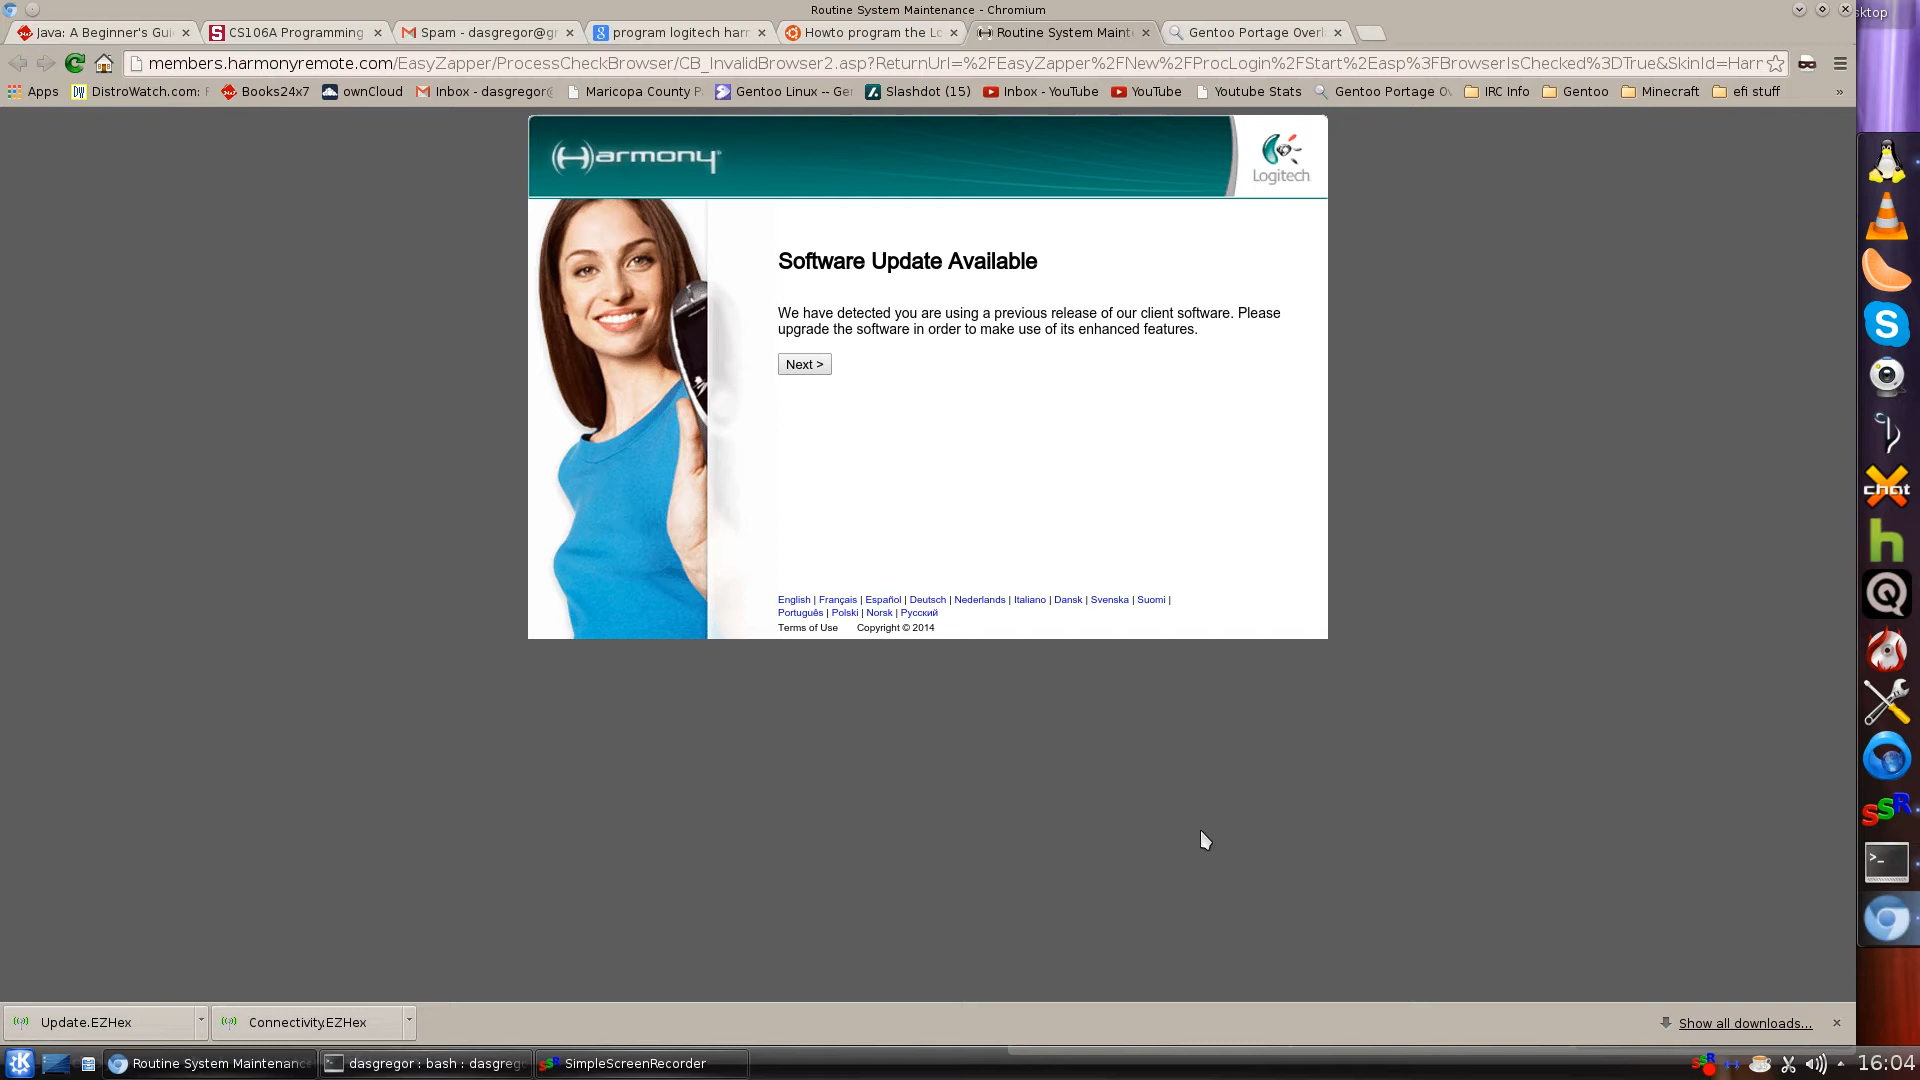 Routine System Maintenance - Chromium
sktop
Java: A Beginner's Gui
CS106A Programming
Spam - dasgregor@gr
program logitech harr
Howto program the Lo
Routine System Maint
Gentoo Portage Overl
members.harmonyremote.com/EasyZapper/ProcessCheckBrowser/CB_InvalidBrowser2.asp?ReturnUrl=%2FEasyZapper%2FNew%2FProcLogin%2FStart%2Easp%3FBrowserIsChecked%3DTrue&SkinId=Harr
Apps
DistroWatch.com:
Books24x7
ownCloud
Inbox - dasgregor@
Maricopa County P
Gentoo Linux -- Ge
Slashdot (15)
Inbox - YouTube
YouTube
Youtube Stats
Gentoo Portage O
IRC Info
Gentoo
Minecraft
efi stuff
»
Harmony
Logitech
Software Update Available
We have detected you are using a previous release of our client software. Please
upgrade the software in order to make use of its enhanced features.
Next >
English | Français | Español | Deutsch | Nederlands | Italiano | Dansk | Svenska | Suomi |
Português | Polski | Norsk | Русский
Terms of Use Copyright © 2014
chat
SSR
Update.EZHex
Connectivity.EZHex
Show all downloads...
Routine System Maintenanc
dasgregor : bash : dasgreg
SimpleScreenRecorder
16:04